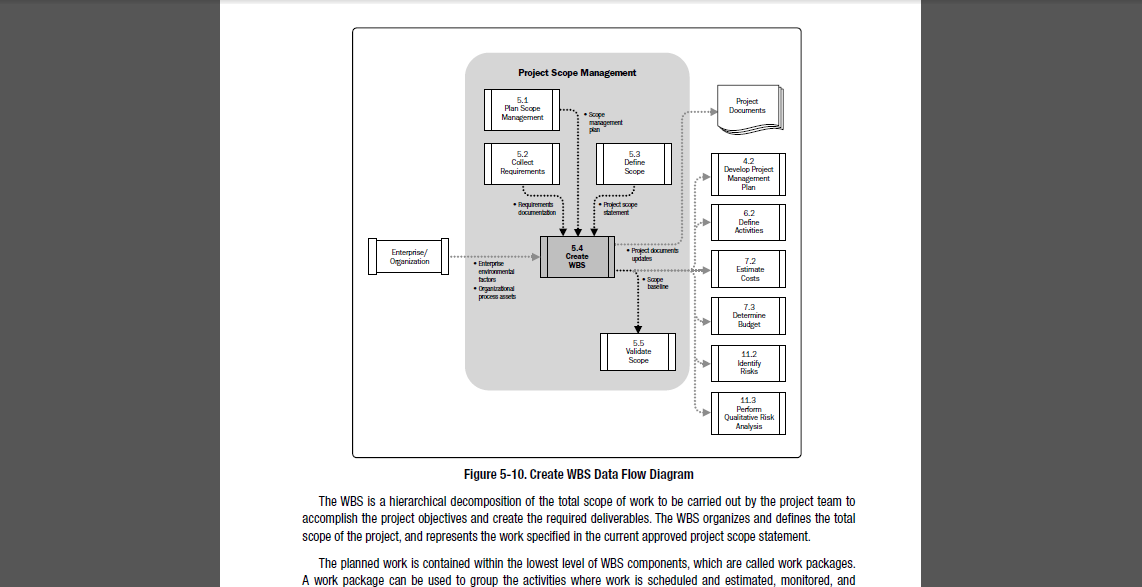 Project Scope Management
5.1
Plan Scope
Management
• Scope
management
plan
Project
Documents
5.2
Collect
Requirements
5.3
Define
Scope
4.2
Develop Project
Management
Plan
• Requirements
documentation
• Project scope
statement
6.2
Define
Activities
Enterprise/
Organization
5.4
Create
WBS
• Project documents
updates
• Enterprise
environmental
factors
• Organizational
process assets
• Scope
baseline
7.2
Estimate
Costs
7.3
Determine
Budget
5.5
Validate
Scope
11.2
Identify
Risks
11.3
Perform
Qualitative Risk
Analysis
Figure 5-10. Create WBS Data Flow Diagram
The WBS is a hierarchical decomposition of the total scope of work to be carried out by the project team to
accomplish the project objectives and create the required deliverables. The WBS organizes and defines the total
scope of the project, and represents the work specified in the current approved project scope statement.
The planned work is contained within the lowest level of WBS components, which are called work packages.
A work package can be used to group the activities where work is scheduled and estimated, monitored, and